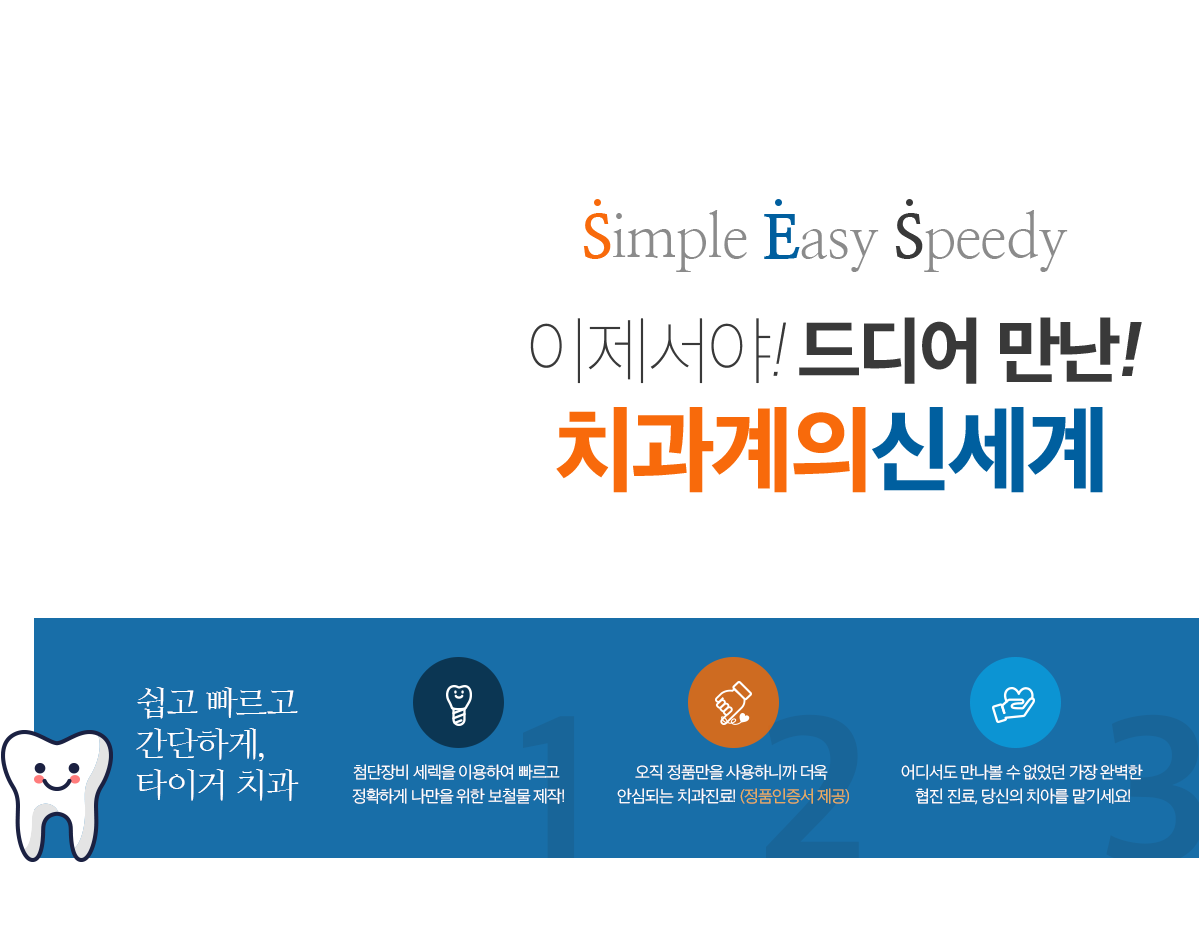 Simple Easy Speedy
이제서야! 드디어 만난!
치과계의신세계
쉽고 빠르고
간단하게,
타이거 치과
1
첨단장비 세렉을 이용하여 빠르고
정확하게 나만을 위한 보철물 제작!
2
오직 정품만을 사용하니까 더욱
안심되는 치과진료! (정품인증서 제공)
3
어디서도 만나볼 수 없었던 가장 완벽한
협진 진료, 당신의 치아를 맡기세요!